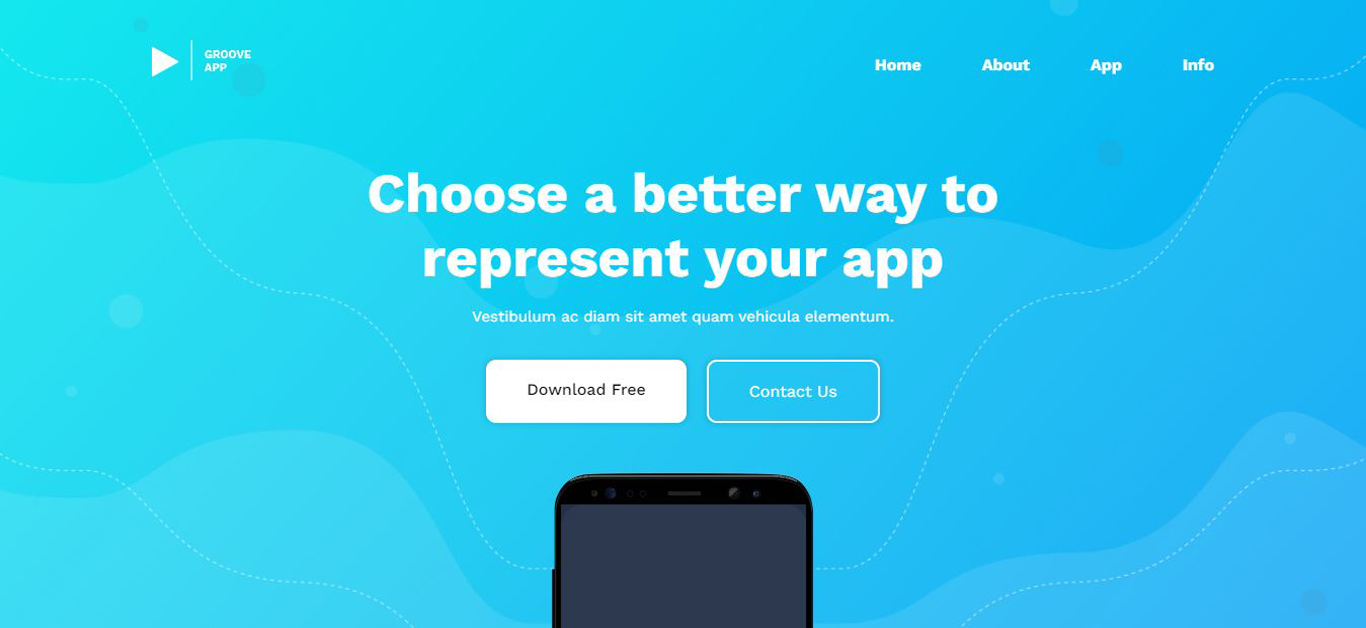 GROOVE
APP
Home About App Info
Choose a better way to
represent your app
Vestibulum ac diam sit amet quam vehicula elementum.
Download Free Contact Us